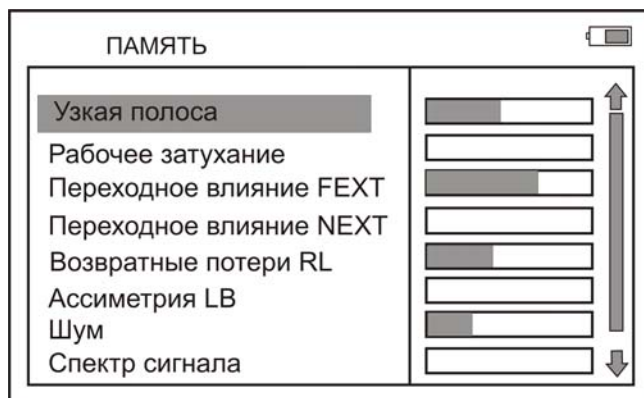 ПАМЯТЬ
Узкая полоса
Рабочее затухание
Переходное влияние FEXT
Переходное влияние NEXT
Возвратные потери RL
Ассиметрия LB
Шум
Спектр сигнала